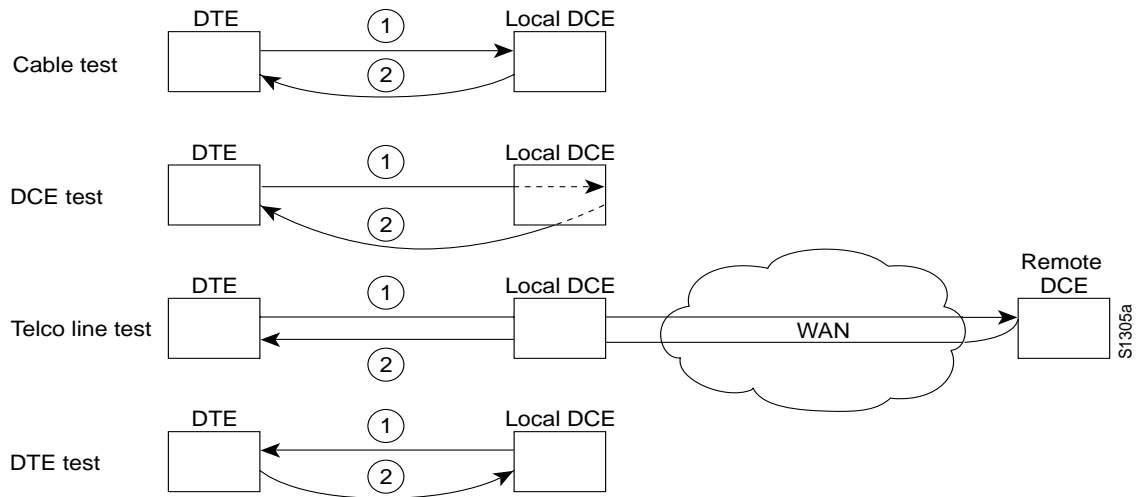 DTE
1
Local DCE
Cable test
2
DTE
1
Local DCE
DCE test
2
DTE
1
Local DCE
Remote
DCE
Telco line test
WAN
2
S1305a
DTE
1
Local DCE
DTE test
2